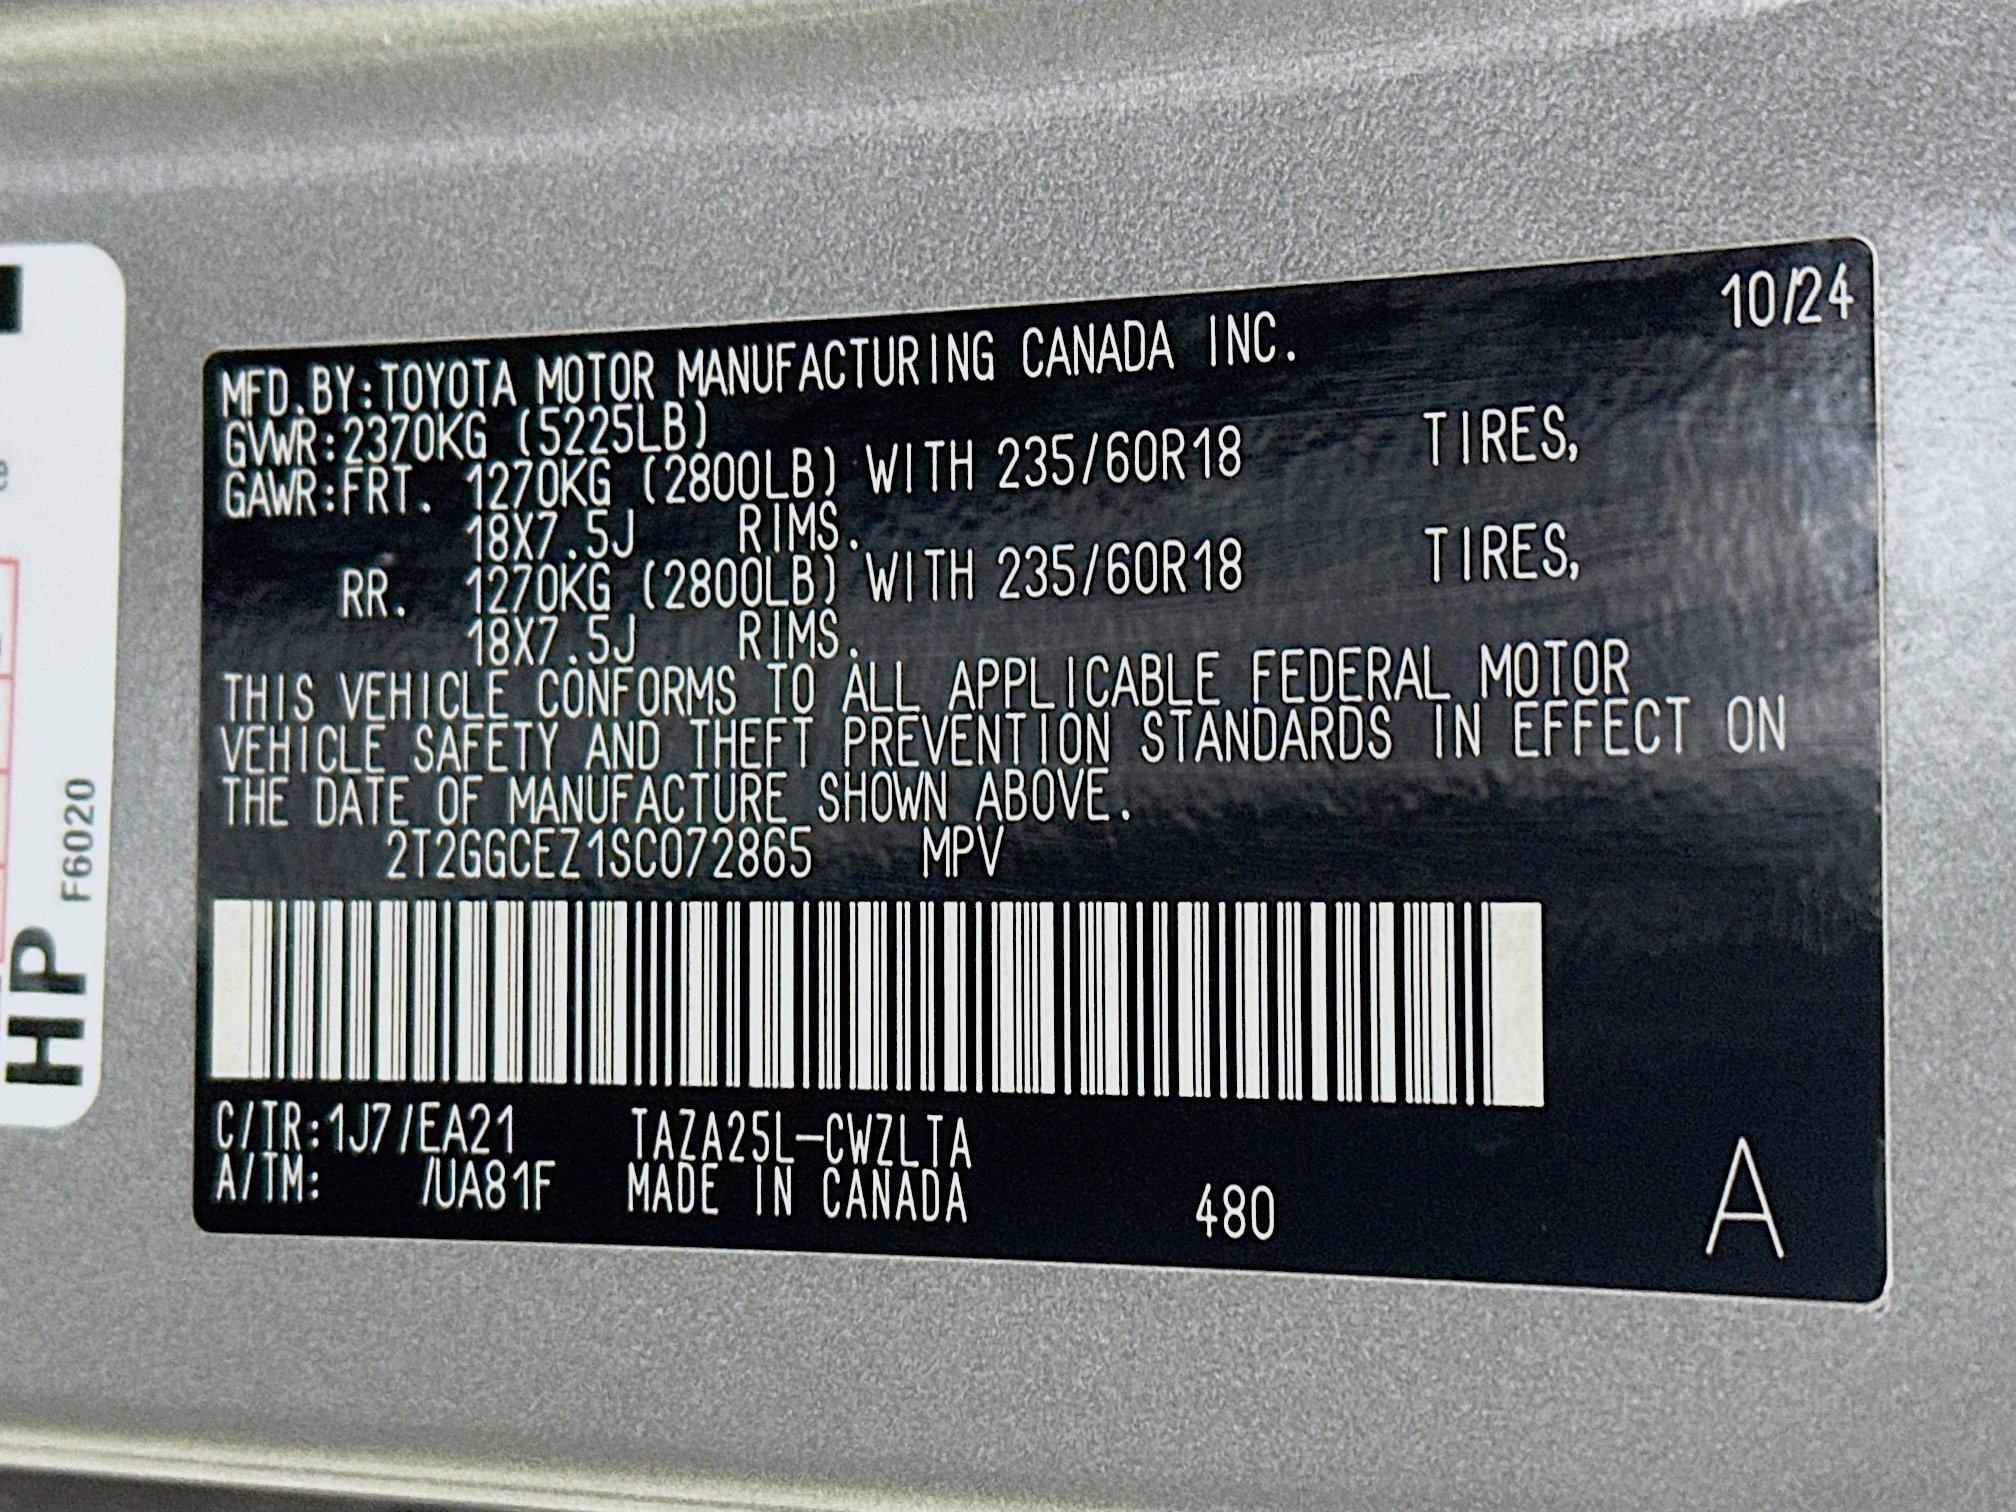 10/24
MFD.BY:TOYOTA MOTOR MANUFACTURING CANADA INC.
GVWR:2370KG (5225LB)
GAWR:FRT. 1270KG (2800LB) WITH 235/60R18 TIRES,
18X7.5J RIMS.
RR. 1270KG (2800LB) WITH 235/60R18 TIRES,
18X7.5J RIMS.
THIS VEHICLE CONFORMS TO ALL APPLICABLE FEDERAL MOTOR
VEHICLE SAFETY AND THEFT PREVENTION STANDARDS IN EFFECT ON
THE DATE OF MANUFACTURE SHOWN ABOVE.
2T2GGCEZ1SC072865 MPV
C/TR:1J7/EA21 TAZA25L-CWZLTA
A/TM: /UA81F MADE IN CANADA 480 A
HP F6020